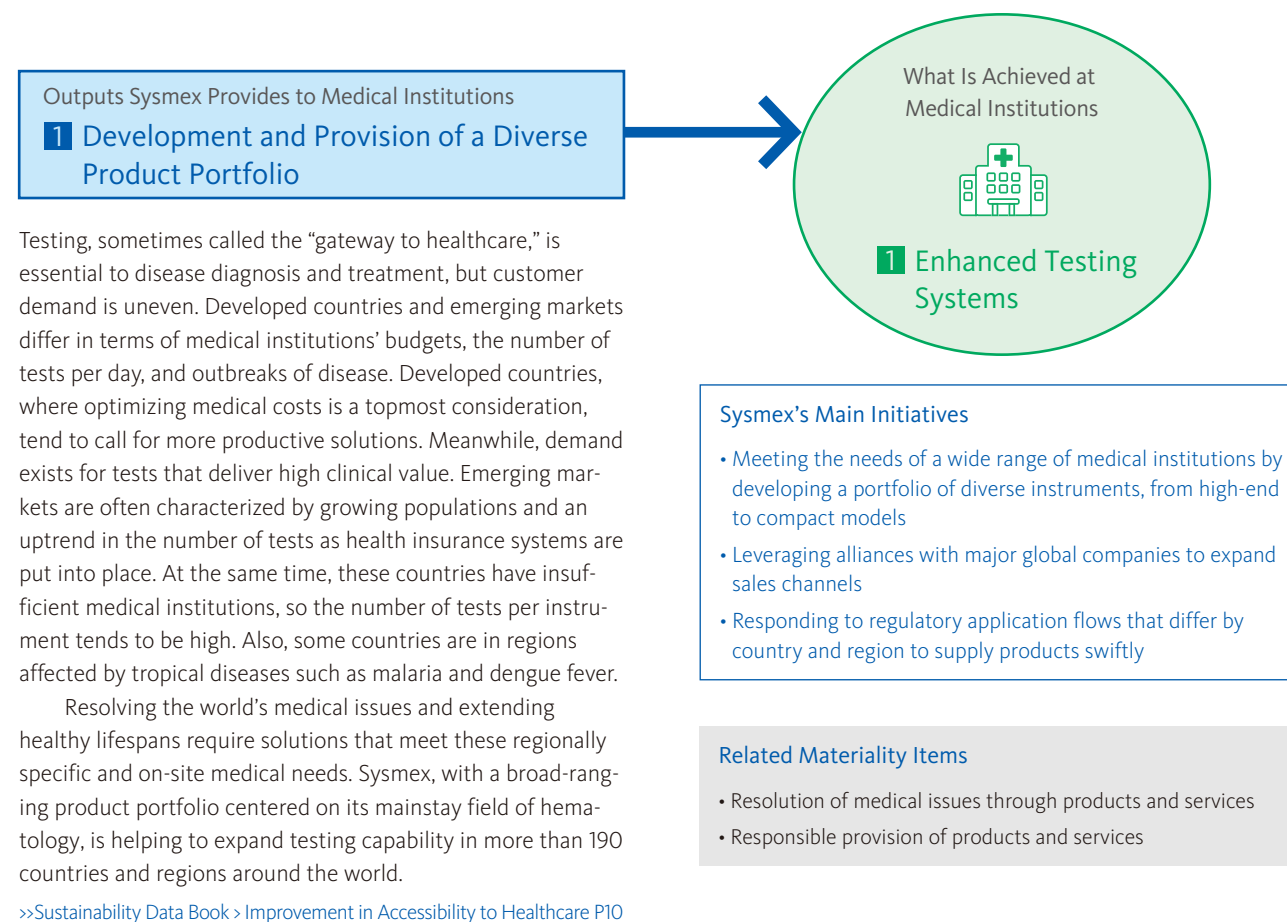 Outputs Sysmex Provides to Medical Institutions
1 Development and Provision of a Diverse
Product Portfolio
What Is Achieved at
Medical Institutions
1 Enhanced Testing
Systems
Testing, sometimes called the “gateway to healthcare,” is
essential to disease diagnosis and treatment, but customer
demand is uneven. Developed countries and emerging markets
differ in terms of medical institutions’ budgets, the number of
tests per day, and outbreaks of disease. Developed countries,
where optimizing medical costs is a topmost consideration,
tend to call for more productive solutions. Meanwhile, demand
exists for tests that deliver high clinical value. Emerging mar-
kets are often characterized by growing populations and an
uptrend in the number of tests as health insurance systems are
put into place. At the same time, these countries have insuf-
ficient medical institutions, so the number of tests per instru-
ment tends to be high. Also, some countries are in regions
affected by tropical diseases such as malaria and dengue fever.
Resolving the world’s medical issues and extending
healthy lifespans require solutions that meet these regionally
specific and on-site medical needs. Sysmex, with a broad-rang-
ing product portfolio centered on its mainstay field of hema-
tology, is helping to expand testing capability in more than 190
countries and regions around the world.
>>Sustainability Data Book > Improvement in Accessibility to Healthcare P10
Sysmex’s Main Initiatives
• Meeting the needs of a wide range of medical institutions by
developing a portfolio of diverse instruments, from high-end
to compact models
• Leveraging alliances with major global companies to expand
sales channels
• Responding to regulatory application flows that differ by
country and region to supply products swiftly
Related Materiality Items
• Resolution of medical issues through products and services
• Responsible provision of products and services